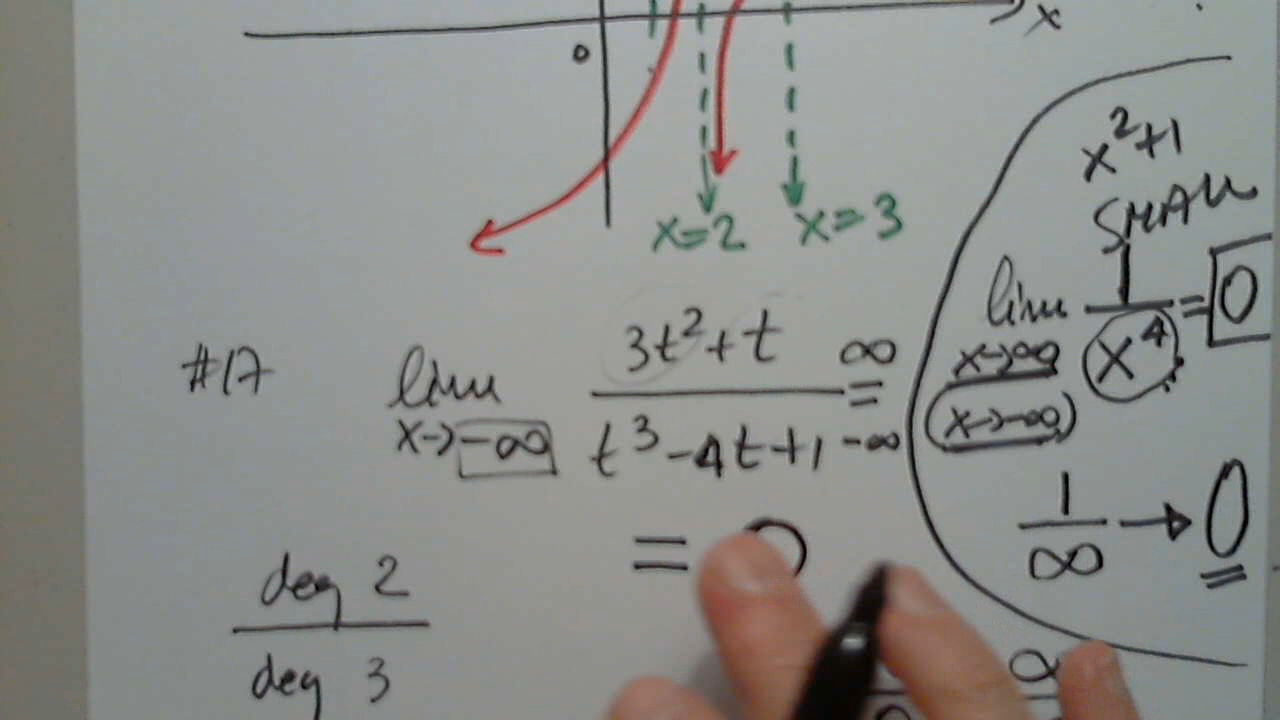 x
0
x=2 x=3
#17 lim x→-∞ (3t²+t)/(t³-4t+1) = ∞/-∞
= 0
deg 2
deg 3
x²+1
SMALL
lim x→∞ (x→-∞) 1/x⁴ = 0
1/∞ → 0